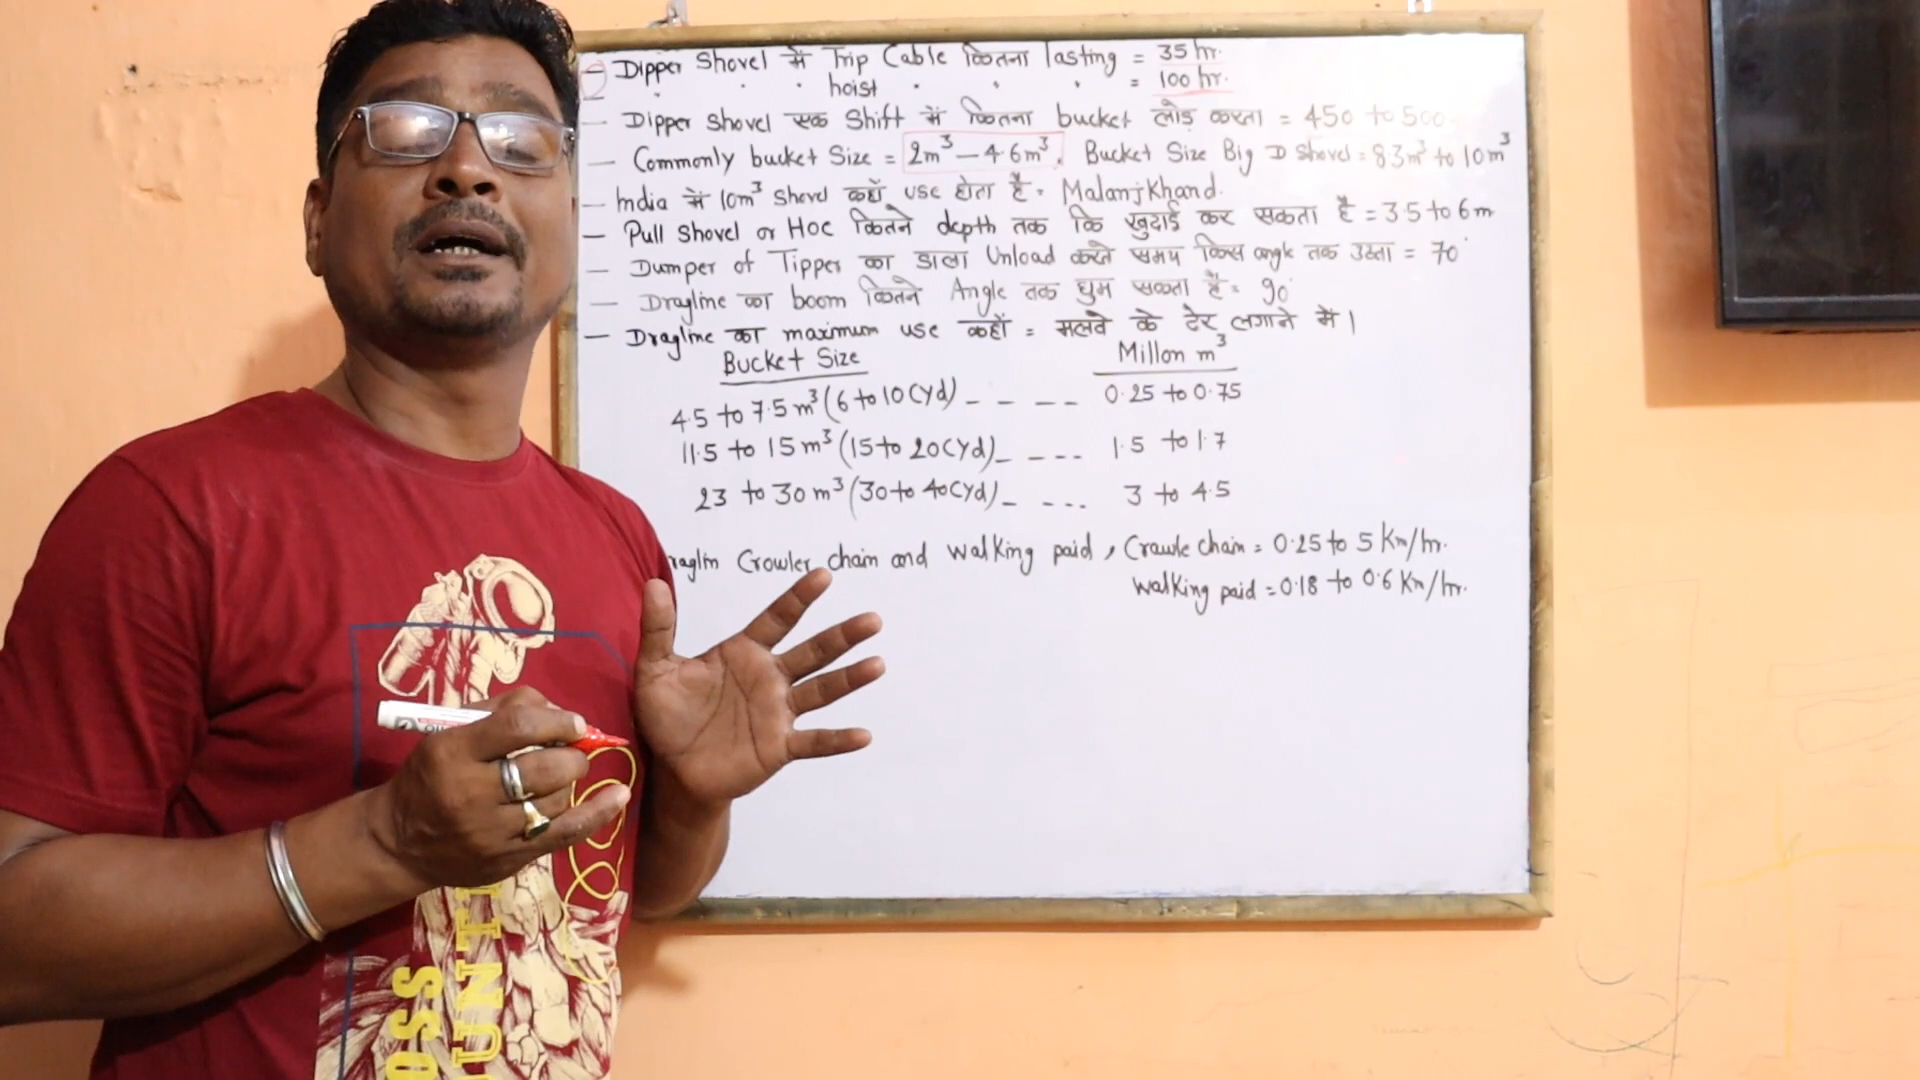 - Dipper Shovel में Trip Cable कितना lasting = 35 hr.
" . . hoist . " " = 100 hr.
- Dipper Shovel एक Shift में कितना bucket लोड करता = 450 to 500
- Commonly bucket Size = 2m³ - 4.6m³. Bucket Size Big D Shovel = 8.3m³ to 10m³
- India में 10m³ Shovel कहाँ use होता है = Malanjkhand.
- Pull Shovel or Hoe कितने depth तक कि खुदाई कर सकता है = 3.5 to 6m
- Dumper of Tipper का डाला Unload करते समय किस angle तक उठता = 70°
- Dragline का boom कितने Angle तक घुम सकता है = 90°
- Dragline का maximum use कहाँ = मलवे के ढेर लगाने में।
Bucket Size Millon m³
4.5 to 7.5 m³ (6 to 10 Cyd) - - - - 0.25 to 0.75
11.5 to 15 m³ (15 to 20 Cyd) - - - - 1.5 to 1.7
23 to 30 m³ (30 to 40 Cyd) - - - - 3 to 4.5
raglin Crowler chain and walking paid, Crawle chain = 0.25 to 5 Km/hr.
walking paid = 0.18 to 0.6 Km/hr.
OSS